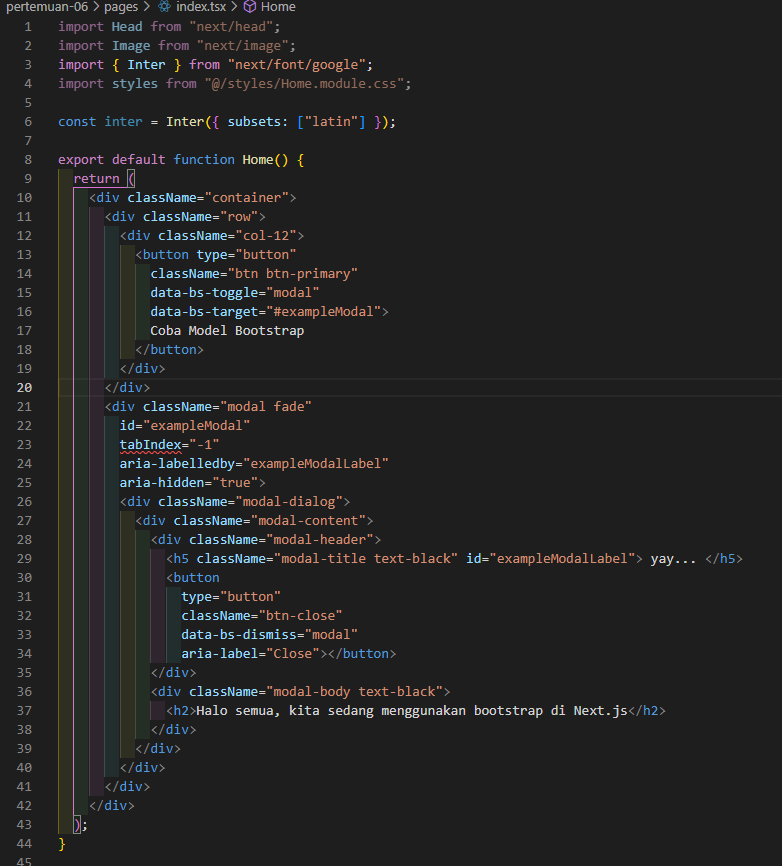 pertemuan-06 > pages > index.tsx > Home
1 import Head from "next/head";
2 import Image from "next/image";
3 import { Inter } from "next/font/google";
4 import styles from "@/styles/Home.module.css";
5
6 const inter = Inter({ subsets: ["latin"] });
7
8 export default function Home() {
9   return (
10     <div className="container">
11       <div className="row">
12         <div className="col-12">
13           <button type="button"
14             className="btn btn-primary"
15             data-bs-toggle="modal"
16             data-bs-target="#exampleModal">
17             Coba Model Bootstrap
18           </button>
19         </div>
20       </div>
21       <div className="modal fade"
22         id="exampleModal"
23         tabIndex="-1"
24         aria-labelledby="exampleModalLabel"
25         aria-hidden="true">
26         <div className="modal-dialog">
27           <div className="modal-content">
28             <div className="modal-header">
29               <h5 className="modal-title text-black" id="exampleModalLabel"> yay... </h5>
30               <button
31                 type="button"
32                 className="btn-close"
33                 data-bs-dismiss="modal"
34                 aria-label="Close"></button>
35             </div>
36             <div className="modal-body text-black">
37               <h2>Halo semua, kita sedang menggunakan bootstrap di Next.js</h2>
38             </div>
39           </div>
40         </div>
41       </div>
42     </div>
43   );
44 }
45